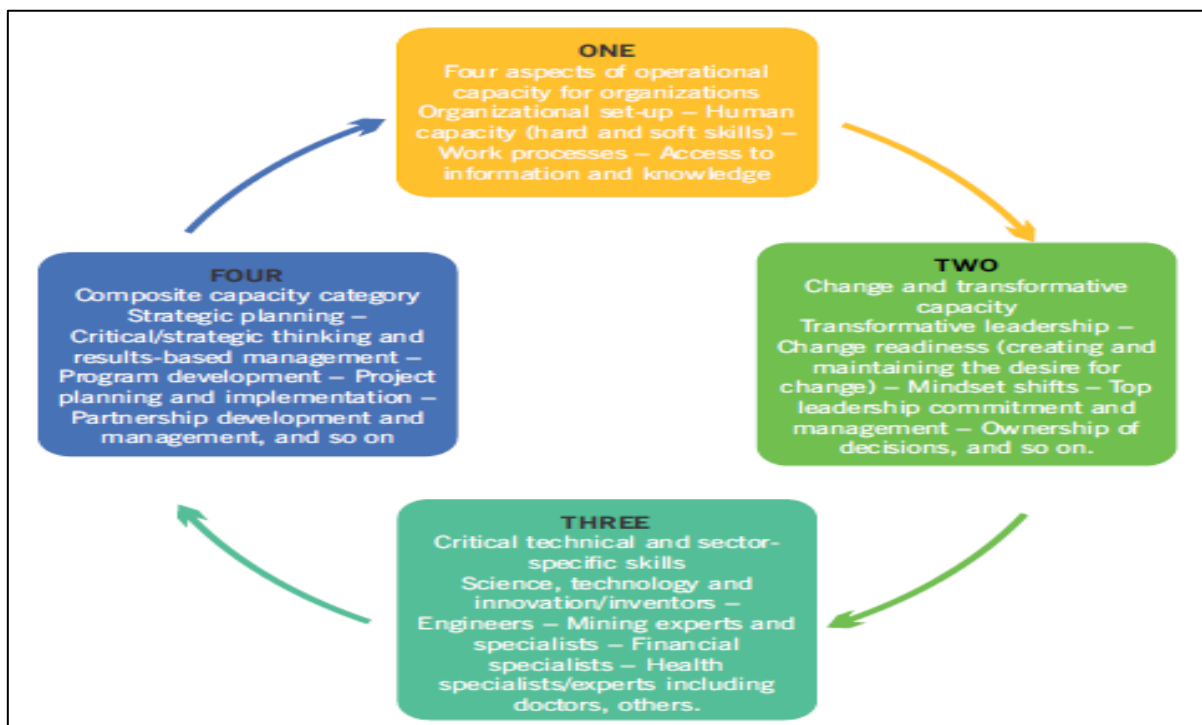 ONE
Four aspects of operational
capacity for organizations
Organizational set-up – Human
capacity (hard and soft skills) –
Work processes – Access to
information and knowledge
TWO
Change and transformative
capacity
Transformative leadership –
Change readiness (creating and
maintaining the desire for
change) – Mindset shifts – Top
leadership commitment and
management – Ownership of
decisions, and so on.
THREE
Critical technical and sector-
specific skills
Science, technology and
innovation/inventors –
Engineers – Mining experts and
specialists – Financial
specialists – Health
specialists/experts including
doctors, others.
FOUR
Composite capacity category
Strategic planning –
Critical/strategic thinking and
results-based management –
Program development – Project
planning and implementation –
Partnership development and
management, and so on